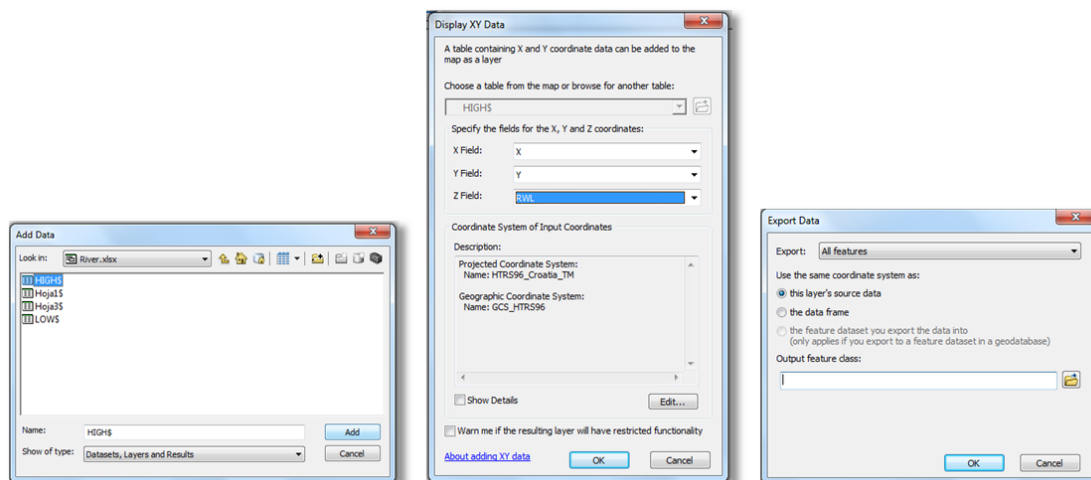 Add Data
Look in: River.xlsx
HIGH$
Hoja1$
Hoja3$
LOW$
Name: HIGH$ Add
Show of type: Datasets, Layers and Results Cancel
Display XY Data
A table containing X and Y coordinate data can be added to the
map as a layer
Choose a table from the map or browse for another table:
HIGH$
Specify the fields for the X, Y and Z coordinates:
X Field: X
Y Field: Y
Z Field: RWL
Coordinate System of Input Coordinates
Description:
Projected Coordinate System:
Name: HTRS96_Croatia_TM
Geographic Coordinate System:
Name: GCS_HTRS96
Show Details Edit...
Warn me if the resulting layer will have restricted functionality
About adding XY data OK Cancel
Export Data
Export: All features
Use the same coordinate system as:
this layer's source data
the data frame
the feature dataset you export the data into
(only applies if you export to a feature dataset in a geodatabase)
Output feature class:
OK Cancel